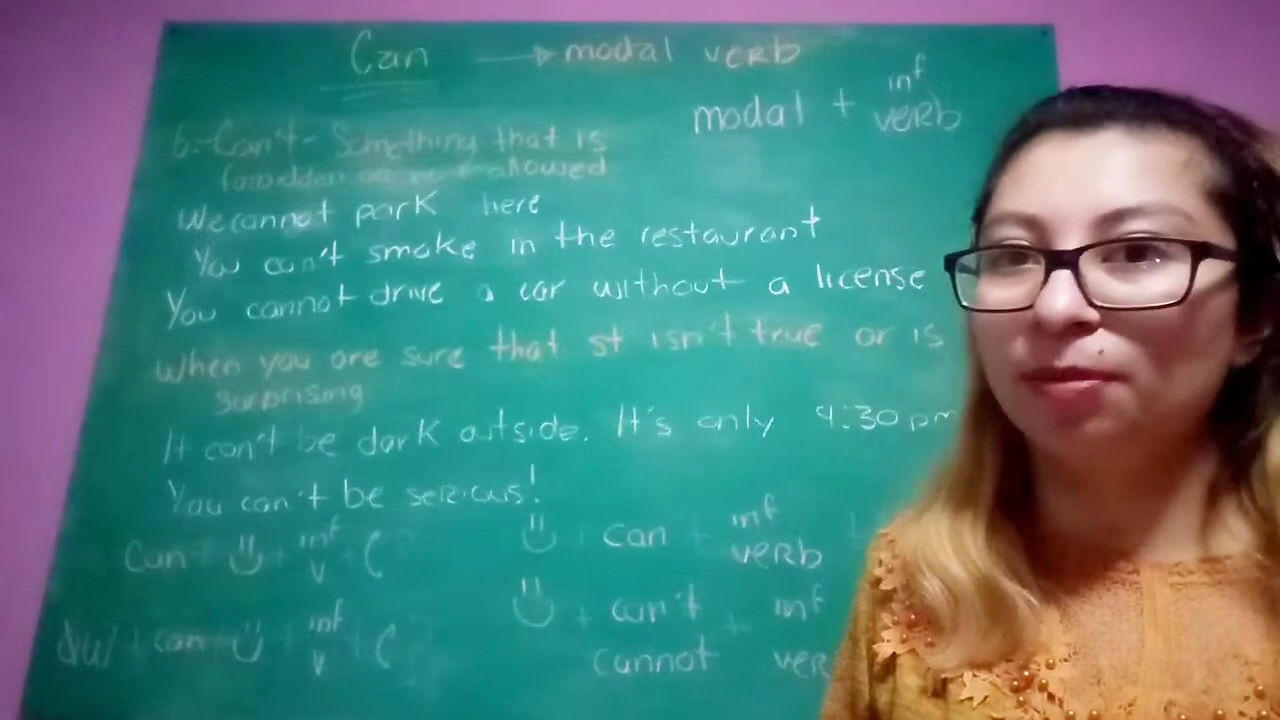 Can → modal verb
modal + inf verb
b.- Can't - Something that is
forbidden or not allowed
We cannot park here
You can't smoke in the restaurant
You cannot drive a car without a license
When you are sure that st isn't true or is
surprising
It can't be dark outside. It's only 4:30 pm
You can't be serious!
Can + + inf v + C
+ can + inf verb +
+ can + inf v + C
+ can't + inf
cannot